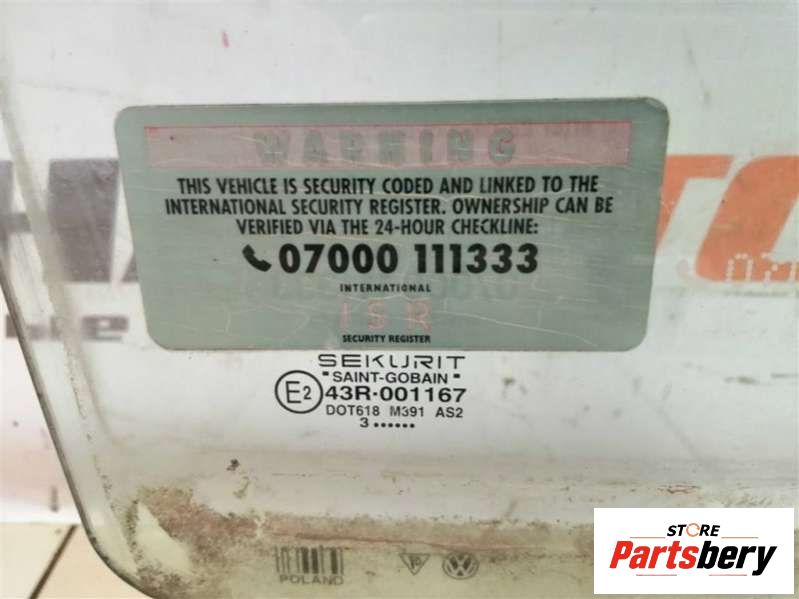 WARNING
THIS VEHICLE IS SECURITY CODED AND LINKED TO THE
INTERNATIONAL SECURITY REGISTER. OWNERSHIP CAN BE
VERIFIED VIA THE 24-HOUR CHECKLINE:
07000 111333
INTERNATIONAL
ISR
SECURITY REGISTER
SEKURIT
"SAINT-GOBAIN"
E2 43R-001167
DOT618 M391 AS2
3 ••••••
POLAND
VW
STORE
Partsbery